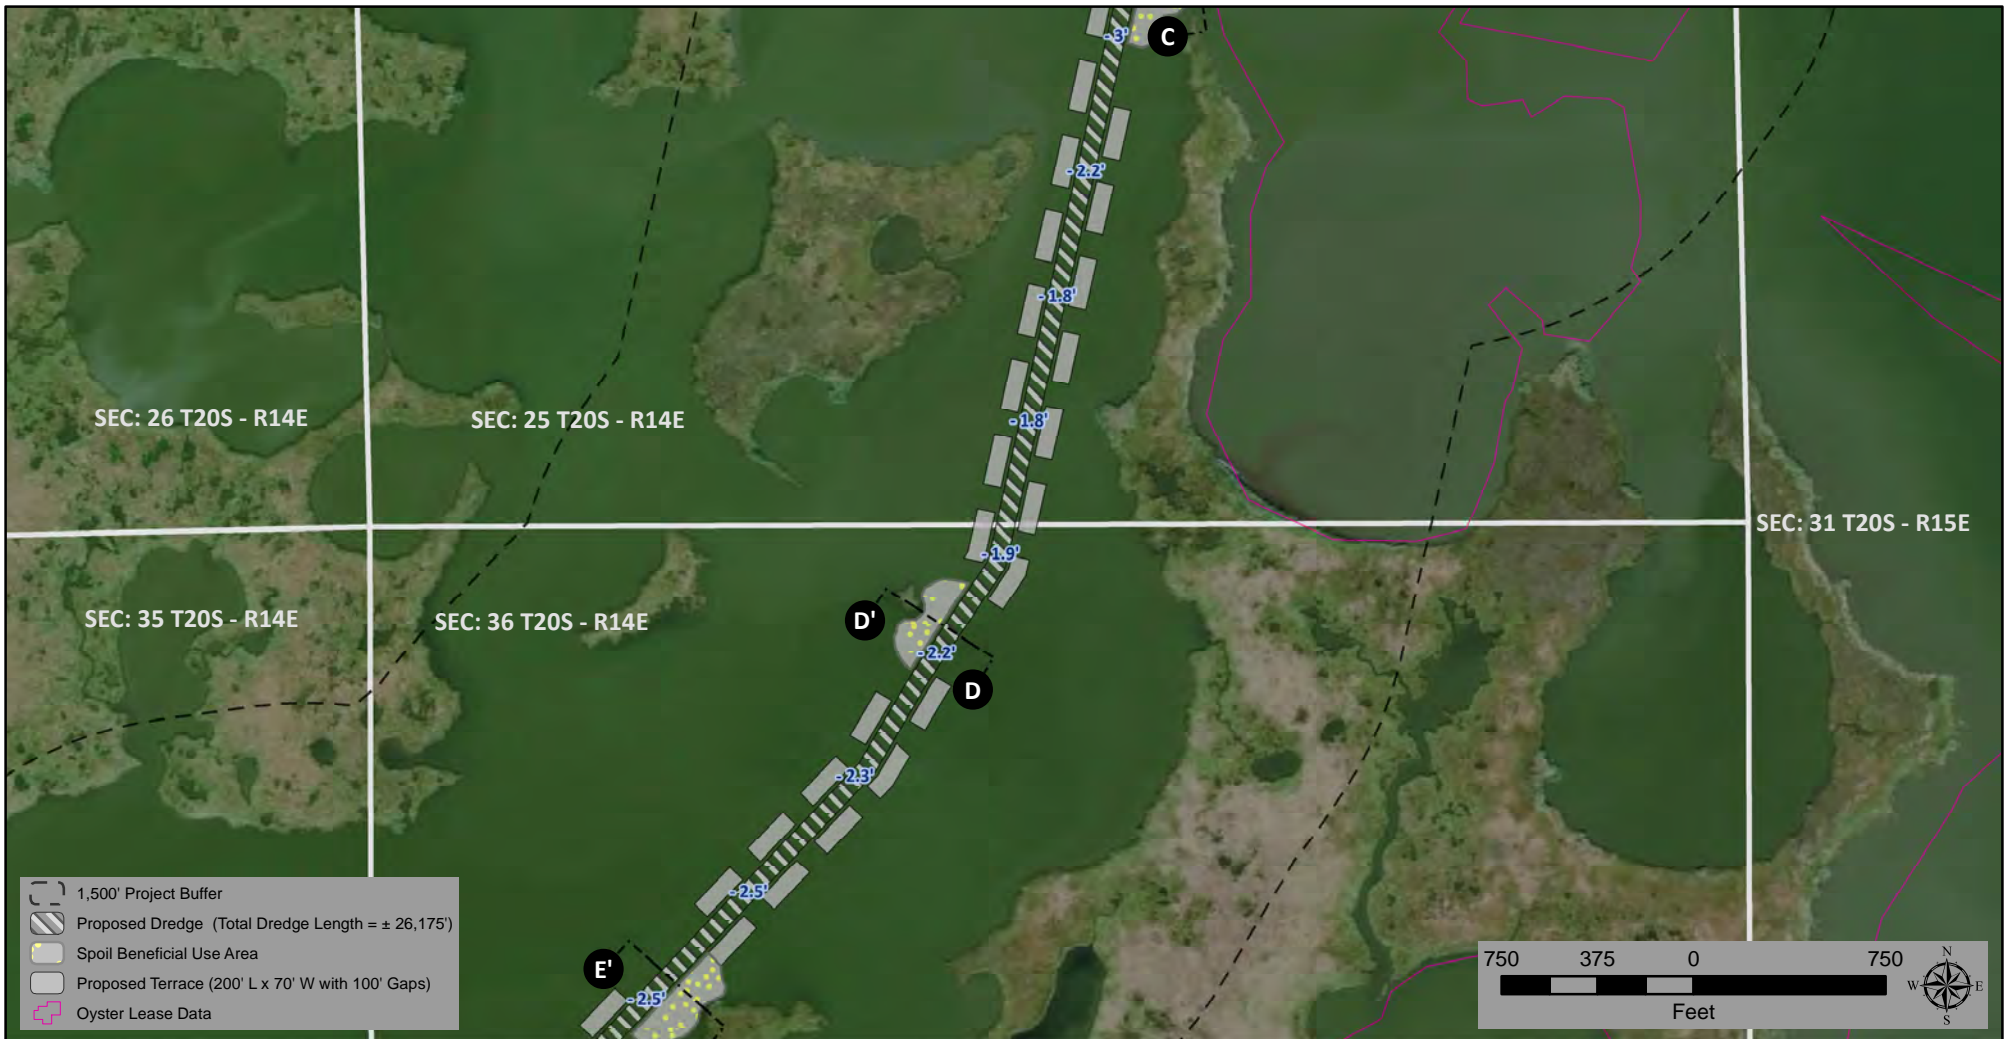 - 3'
C
- 2.2'
- 1.8'
SEC: 26 T20S - R14E
SEC: 25 T20S - R14E
- 1.8'
SEC: 31 T20S - R15E
- 1.9'
SEC: 35 T20S - R14E
SEC: 36 T20S - R14E
D'
- 2.2'
D
- 2.3'
- 2.5'
E'
- 2.5'
1,500' Project Buffer
Proposed Dredge (Total Dredge Length = ± 26,175')
Spoil Beneficial Use Area
Proposed Terrace (200' L x 70' W with 100' Gaps)
Oyster Lease Data
750 375 0 750
Feet
N
W E
S